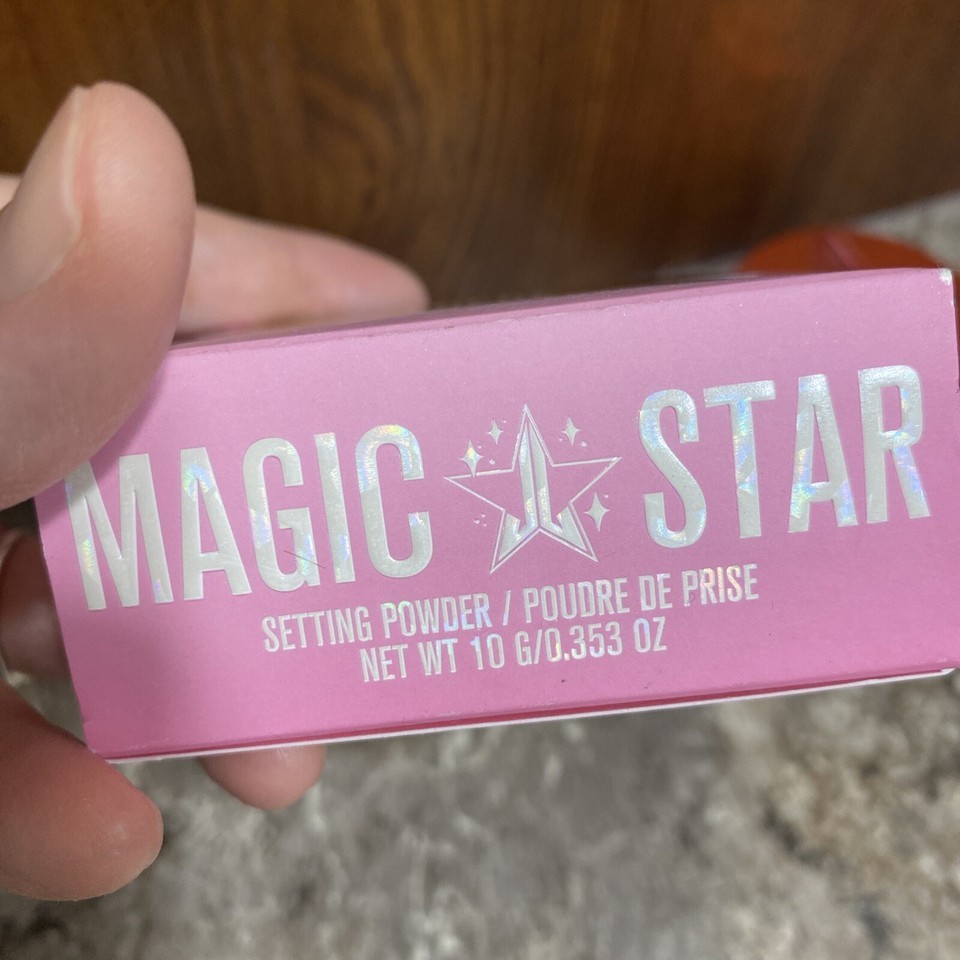 MAGIC STAR
SETTING POWDER / POUDRE DE PRISE
NET WT 10 G/0.353 OZ